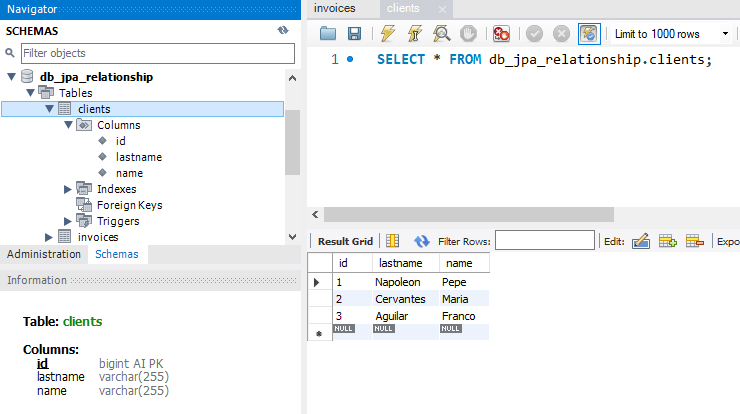 Navigator
SCHEMAS
Filter objects
db_jpa_relationship
Tables
clients
Columns
id
lastname
name
Indexes
Foreign Keys
Triggers
invoices
Administration Schemas
Information
Table: clients
Columns:
id bigint AI PK
lastname varchar(255)
name varchar(255)
invoices clients
Limit to 1000 rows
1 SELECT * FROM db_jpa_relationship.clients;
Result Grid Filter Rows: Edit: Expo
id lastname name
1 Napoleon Pepe
2 Cervantes Maria
3 Aguilar Franco
NULL NULL NULL